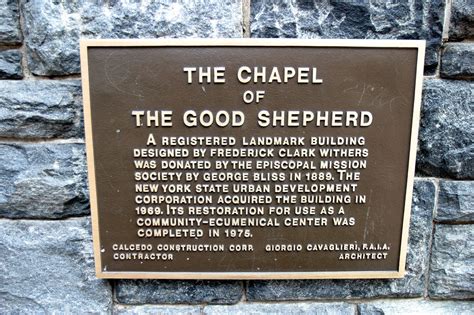 THE CHAPEL
OF
THE GOOD SHEPHERD
A REGISTERED LANDMARK BUILDING
DESIGNED BY FREDERICK CLARK WITHERS
WAS DONATED BY THE EPISCOPAL MISSION
SOCIETY BY GEORGE BLISS IN 1889. THE
NEW YORK STATE URBAN DEVELOPMENT
CORPORATION ACQUIRED THE BUILDING IN
1969. ITS RESTORATION FOR USE AS A
COMMUNITY-ECUMENICAL CENTER WAS
COMPLETED IN 1975.
CALCEDO CONSTRUCTION CORP. GIORGIO CAVAGLIERI, F.A.I.A.
CONTRACTOR ARCHITECT